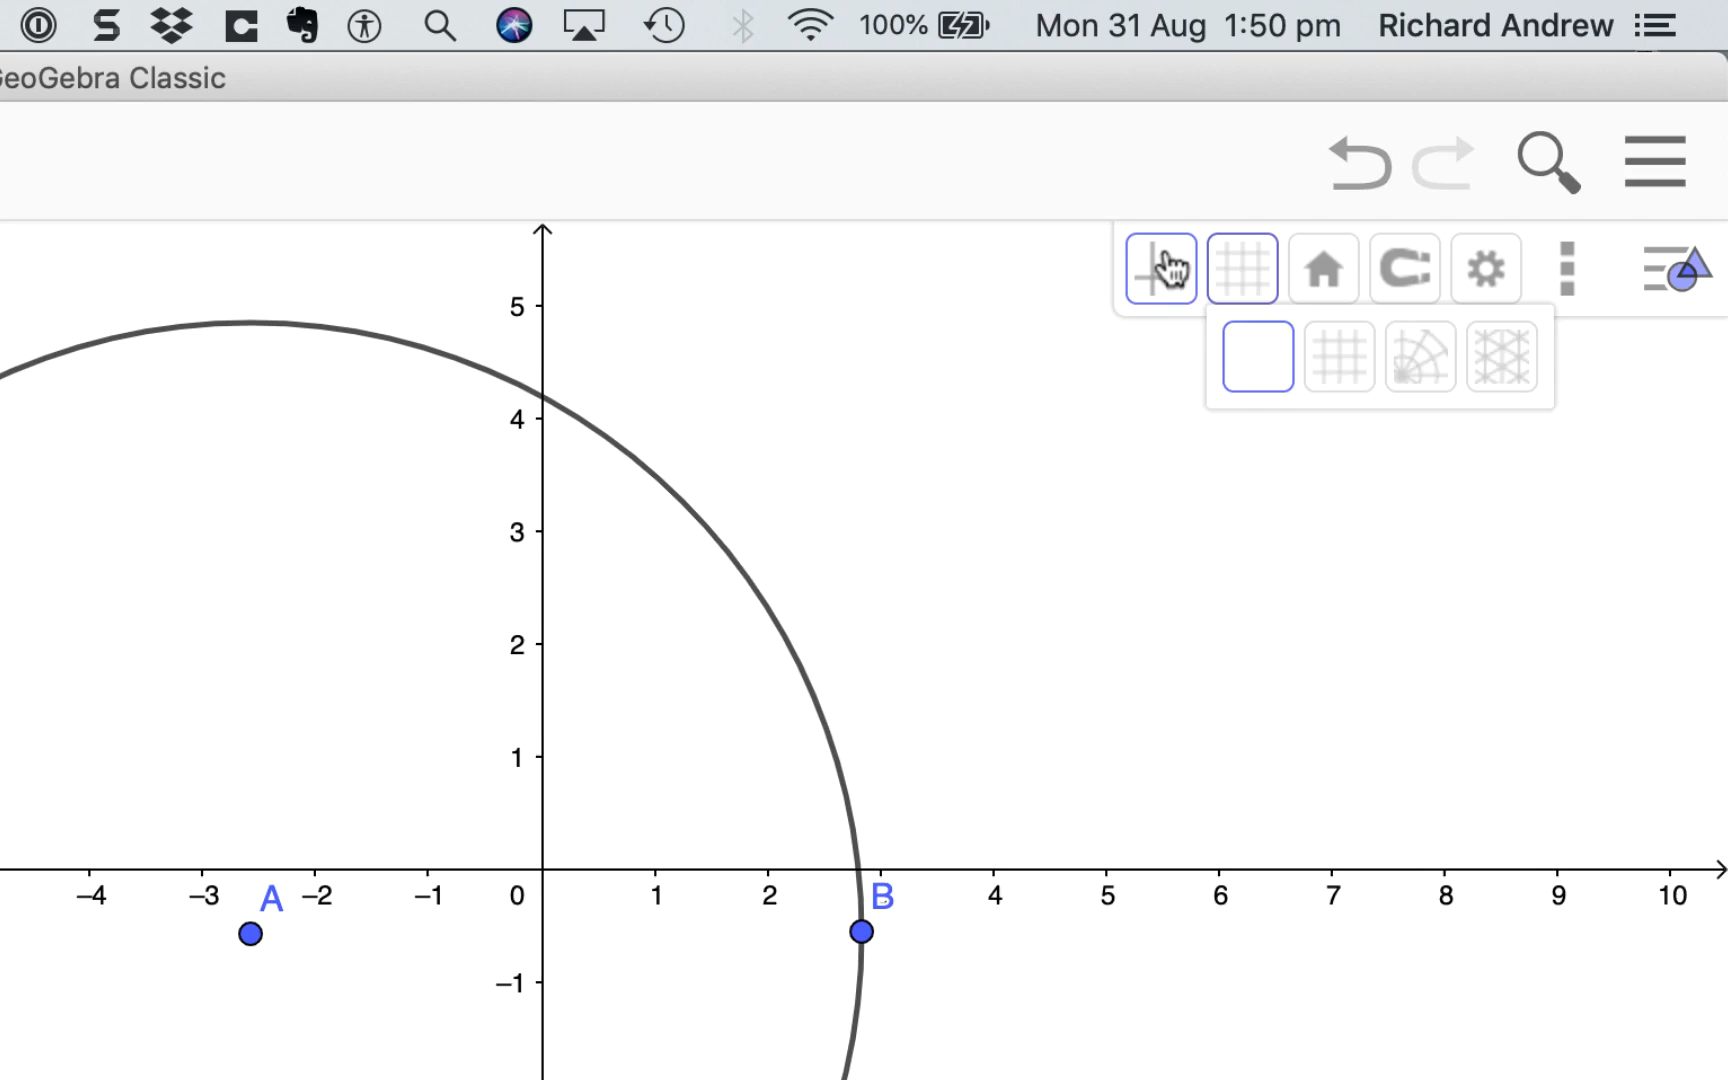 100% Mon 31 Aug 1:50 pm Richard Andrew
GeoGebra Classic
5
4
3
2
1
−4 −3 A −2 −1 0 1 2 B 4 5 6 7 8 9 10
−1